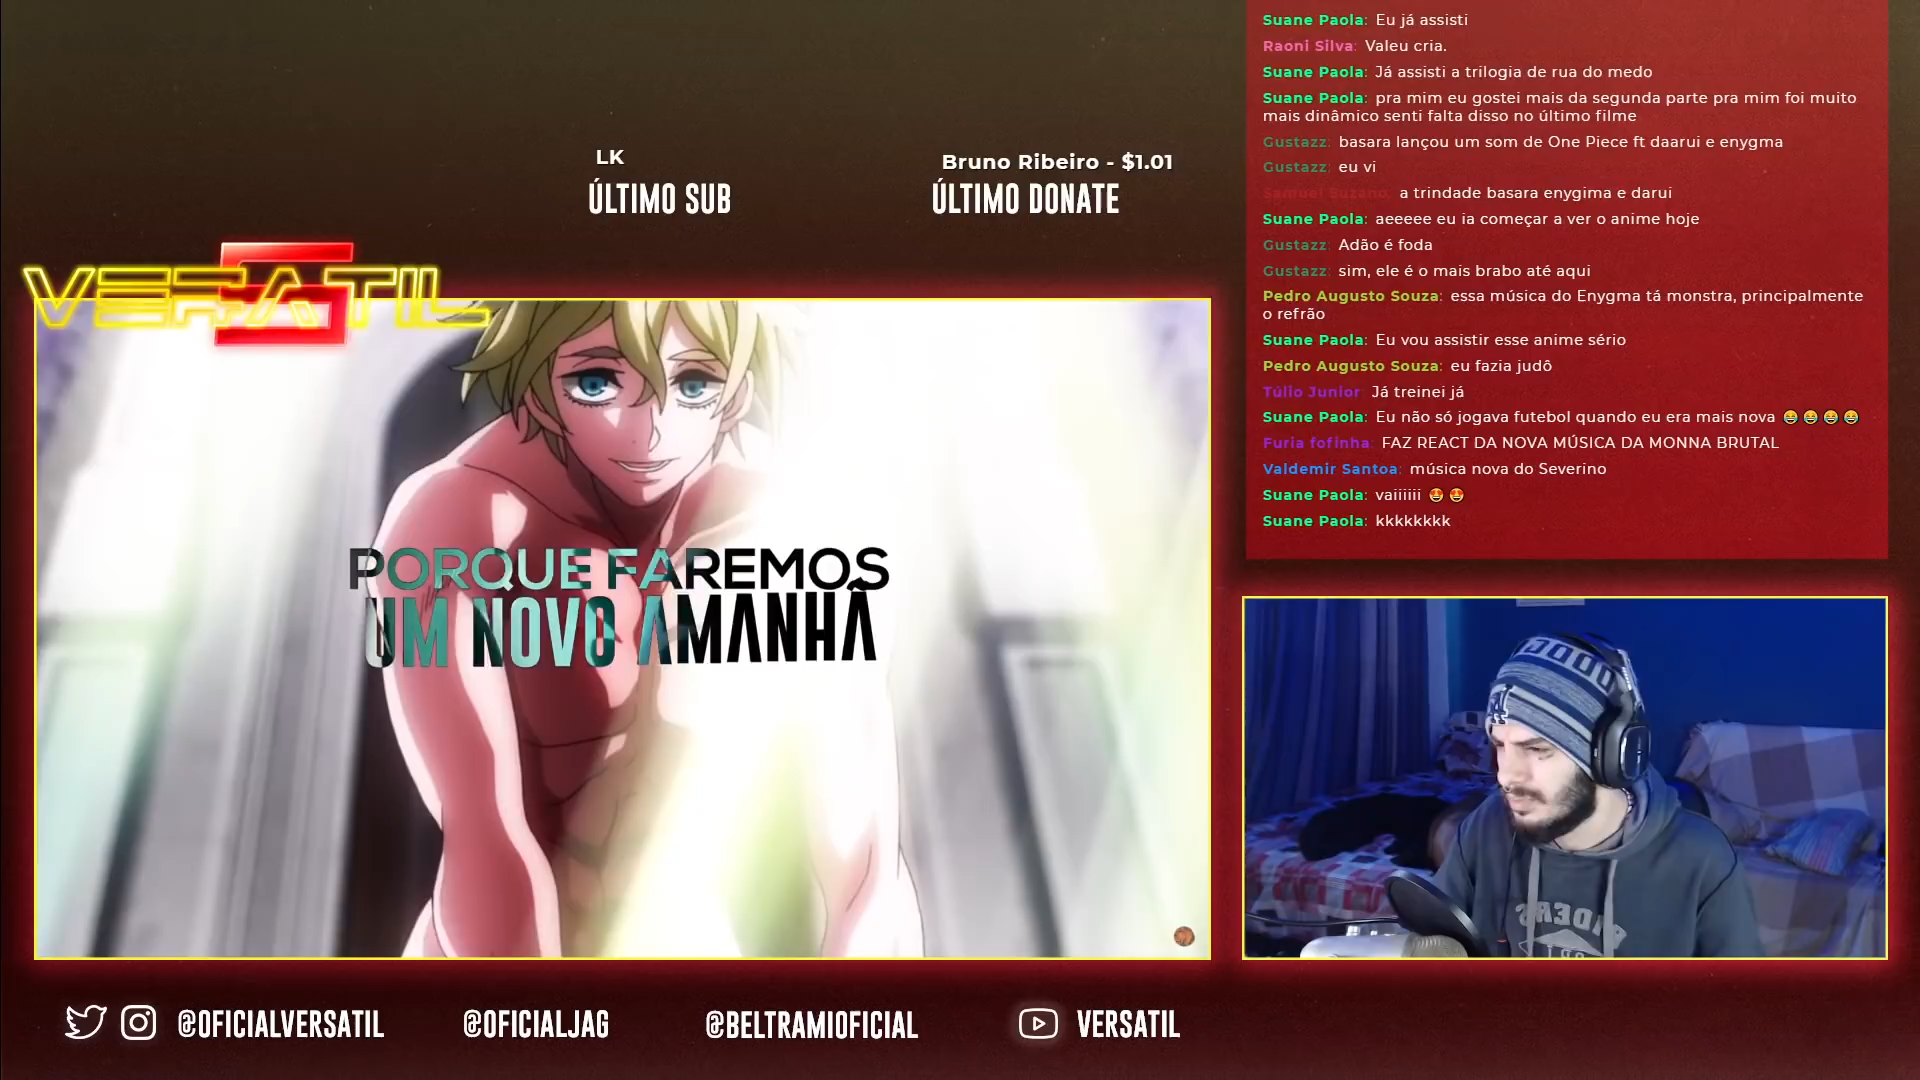 Suane Paola: Eu já assisti
Raoni Silva: Valeu cria.
Suane Paola: Já assisti a trilogia de rua do medo
Suane Paola: pra mim eu gostei mais da segunda parte pra mim foi muito
mais dinâmico senti falta disso no último filme
Gustazz: basara lançou um som de One Piece ft daarui e enygma
Gustazz: eu vi
Samuel Suzano: a trindade basara enygima e darui
Suane Paola: aeeeee eu ia começar a ver o anime hoje
Gustazz: Adão é foda
Gustazz: sim, ele é o mais brabo até aqui
Pedro Augusto Souza: essa música do Enygma tá monstra, principalmente
o refrão
Suane Paola: Eu vou assistir esse anime sério
Pedro Augusto Souza: eu fazia judô
Túlio Junior: Já treinei já
Suane Paola: Eu não só jogava futebol quando eu era mais nova 😂 😂 😂 😂
Furia fofinha: FAZ REACT DA NOVA MÚSICA DA MONNA BRUTAL
Valdemir Santoa: música nova do Severino
Suane Paola: vaiiiiii 🤩 🤩
Suane Paola: kkkkkkkk
LK
ÚLTIMO SUB
Bruno Ribeiro - $1.01
ÚLTIMO DONATE
VERSATIL
PORQUE FAREMOS
UM NOVO AMANHÃ
@OFICIALVERSATIL
@OFICIALJAG
@BELTRAMIOFICIAL
VERSATIL